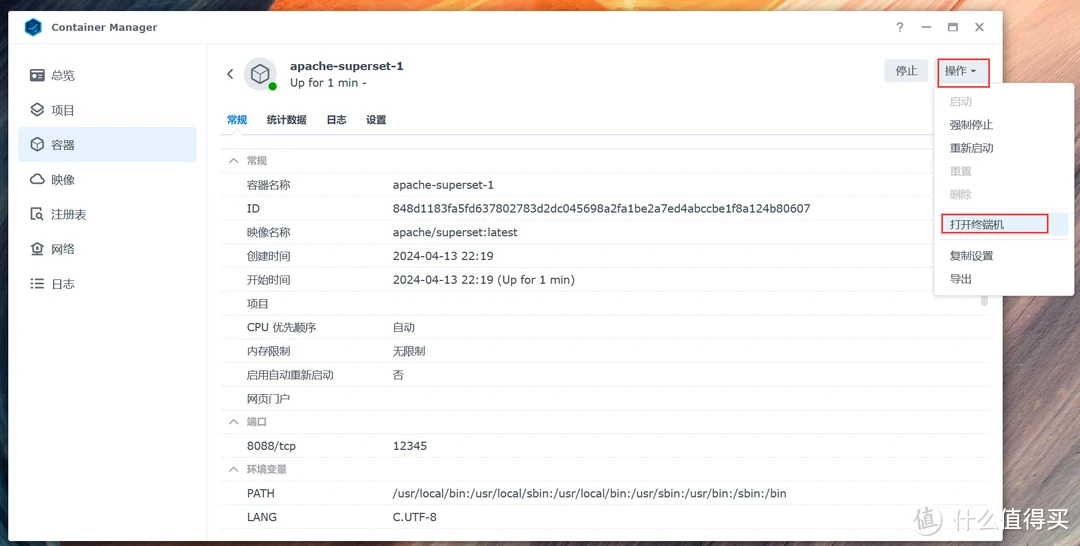 Container Manager
总览
项目
容器
映像
注册表
网络
日志
apache-superset-1
Up for 1 min -
停止
操作
常规 统计数据 日志 设置
常规
容器名称 apache-superset-1
ID 848d1183fa5fd637802783d2dc045698a2fa1be2a7ed4abccbe1f8a124b80607
映像名称 apache/superset:latest
创建时间 2024-04-13 22:19
开始时间 2024-04-13 22:19 (Up for 1 min)
项目
CPU 优先顺序 自动
内存限制 无限制
启用自动重新启动 否
网页门户
端口
8088/tcp 12345
环境变量
PATH /usr/local/bin:/usr/local/sbin:/usr/local/bin:/usr/sbin:/usr/bin:/sbin:/bin
LANG C.UTF-8
启动
强制停止
重新启动
重置
删除
打开终端机
复制设置
导出
值 什么值得买